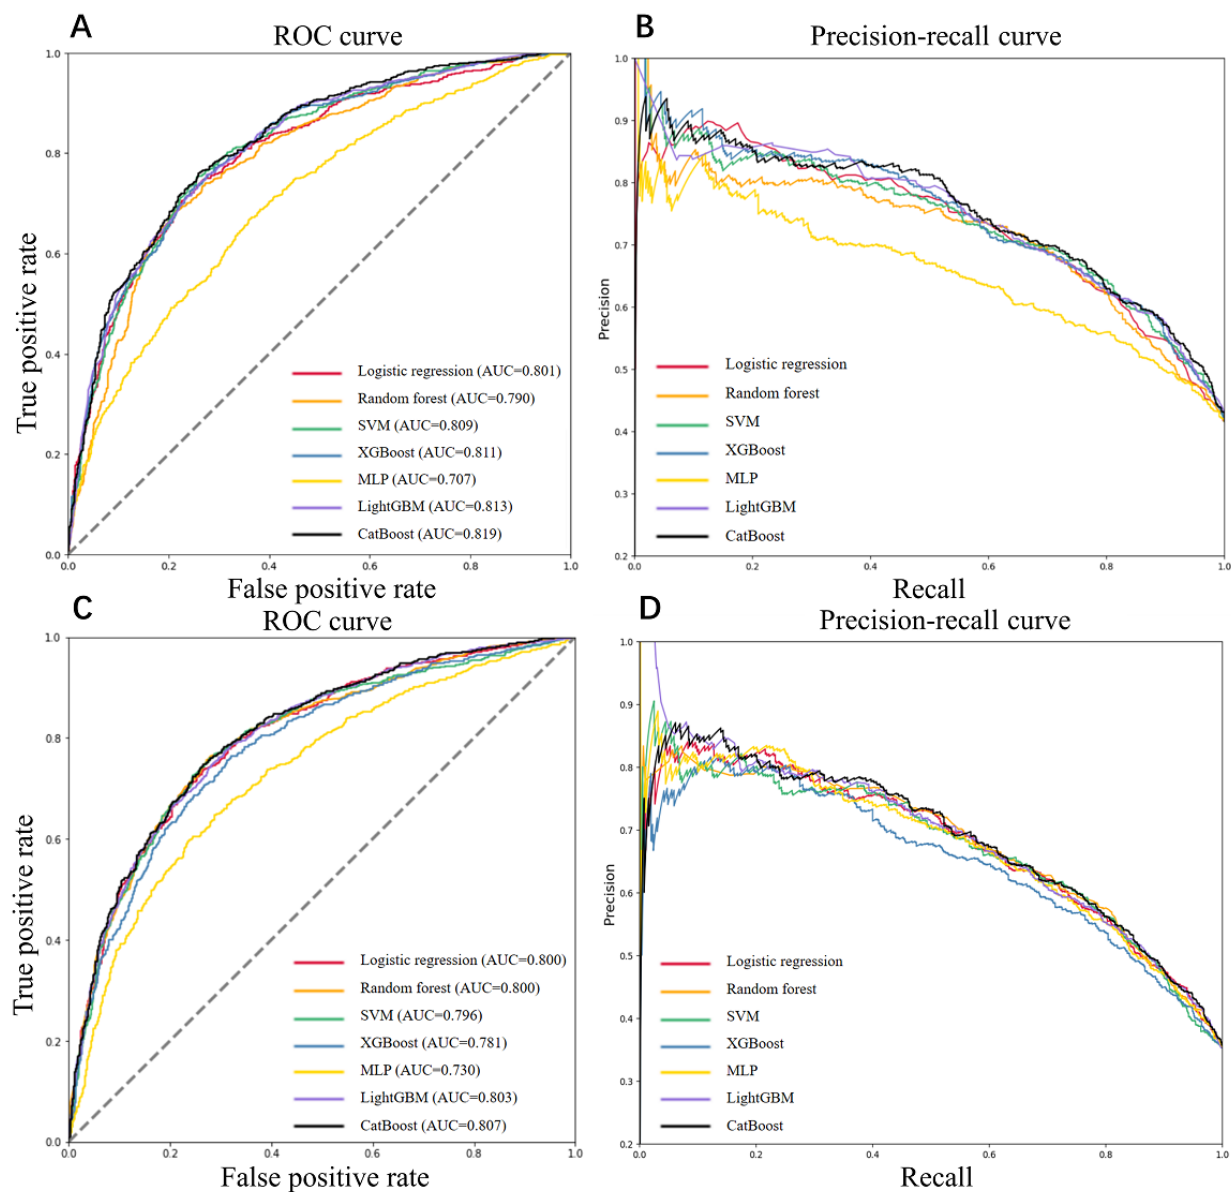 A
ROC curve
1.0
0.8
0.6
0.4
0.2
0.0
True positive rate
Logistic regression (AUC=0.801)
Random forest (AUC=0.790)
SVM (AUC=0.809)
XGBoost (AUC=0.811)
MLP (AUC=0.707)
LightGBM (AUC=0.813)
CatBoost (AUC=0.819)
0.0 0.2 0.4 0.6 0.8 1.0
False positive rate
B
Precision-recall curve
1.0
0.9
0.8
0.7
0.6
0.5
0.4
0.3
0.2
Precision
Logistic regression
Random forest
SVM
XGBoost
MLP
LightGBM
CatBoost
0.0 0.2 0.4 0.6 0.8 1.0
Recall
C
ROC curve
1.0
0.8
0.6
0.4
0.2
0.0
True positive rate
Logistic regression (AUC=0.800)
Random forest (AUC=0.800)
SVM (AUC=0.796)
XGBoost (AUC=0.781)
MLP (AUC=0.730)
LightGBM (AUC=0.803)
CatBoost (AUC=0.807)
0.0 0.2 0.4 0.6 0.8 1.0
False positive rate
D
Precision-recall curve
1.0
0.9
0.8
0.7
0.6
0.5
0.4
0.3
0.2
Precision
Logistic regression
Random forest
SVM
XGBoost
MLP
LightGBM
CatBoost
0.0 0.2 0.4 0.6 0.8 1.0
Recall